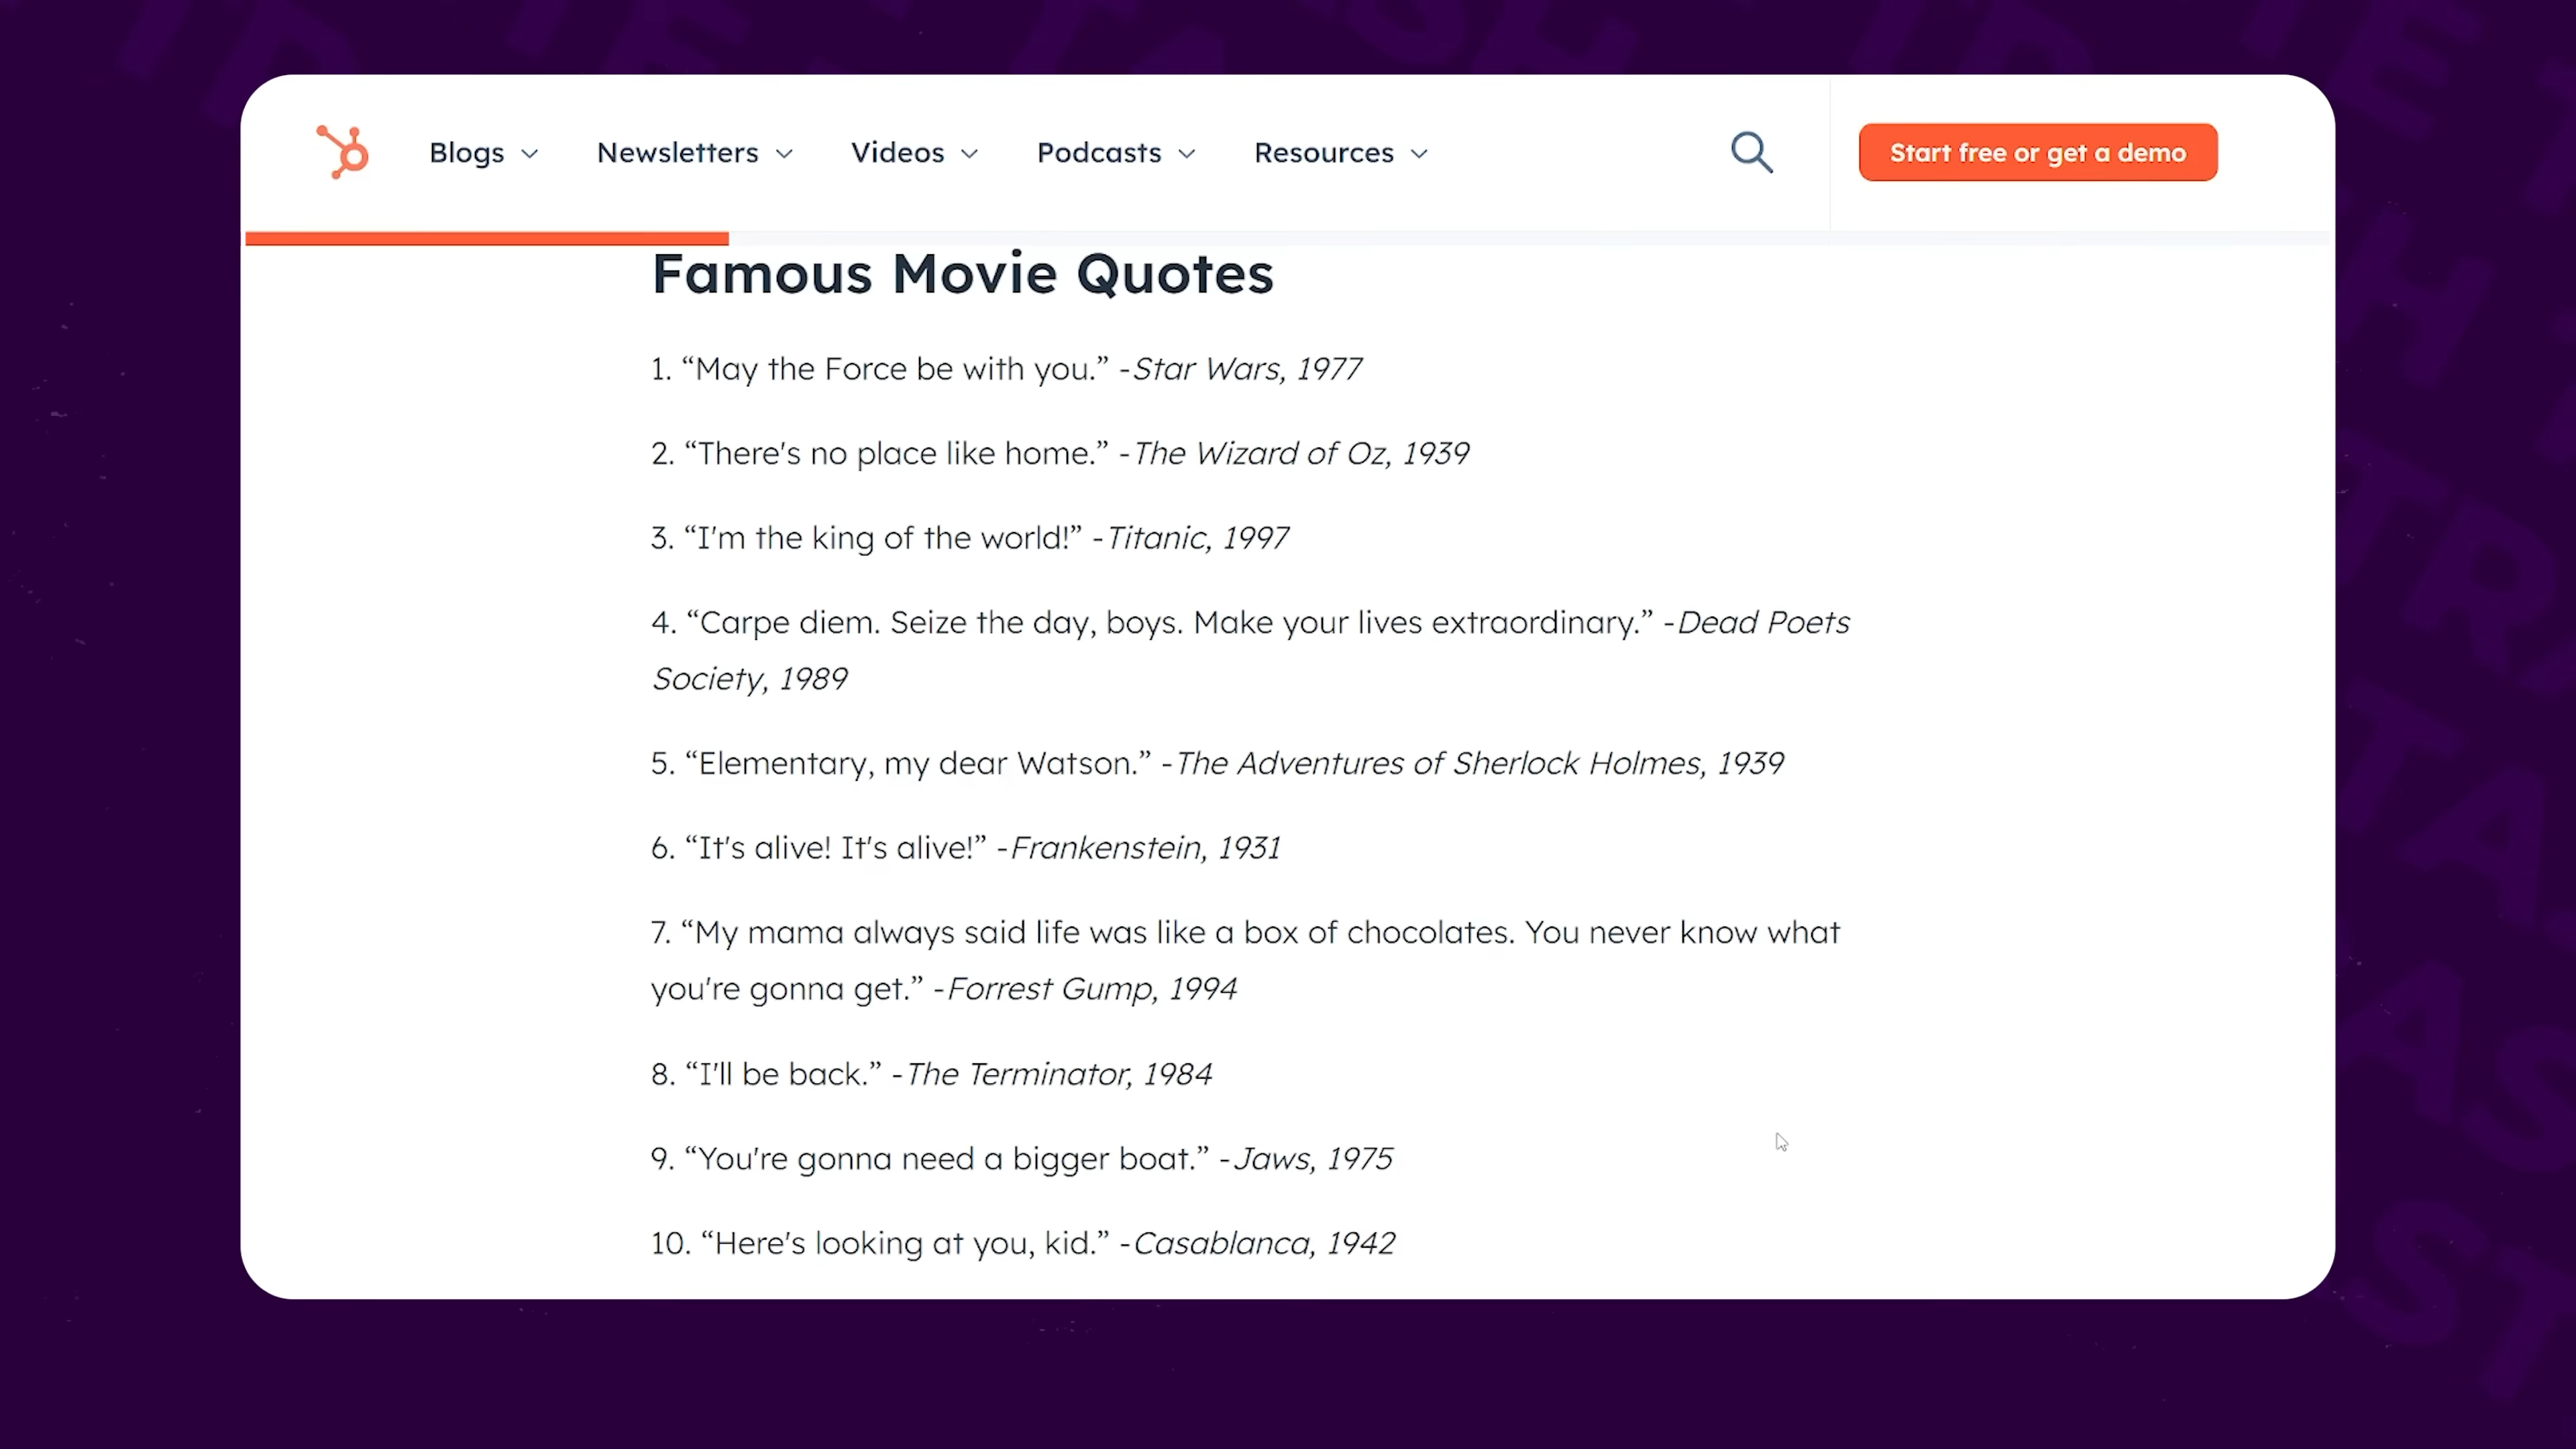 Blogs Newsletters Videos Podcasts Resources Start free or get a demo
Famous Movie Quotes
1. “May the Force be with you.” -Star Wars, 1977
2. “There's no place like home.” -The Wizard of Oz, 1939
3. “I'm the king of the world!” -Titanic, 1997
4. “Carpe diem. Seize the day, boys. Make your lives extraordinary.” -Dead Poets
Society, 1989
5. “Elementary, my dear Watson.” -The Adventures of Sherlock Holmes, 1939
6. “It's alive! It's alive!” -Frankenstein, 1931
7. “My mama always said life was like a box of chocolates. You never know what
you're gonna get.” -Forrest Gump, 1994
8. “I'll be back.” -The Terminator, 1984
9. “You're gonna need a bigger boat.” -Jaws, 1975
10. “Here's looking at you, kid.” -Casablanca, 1942